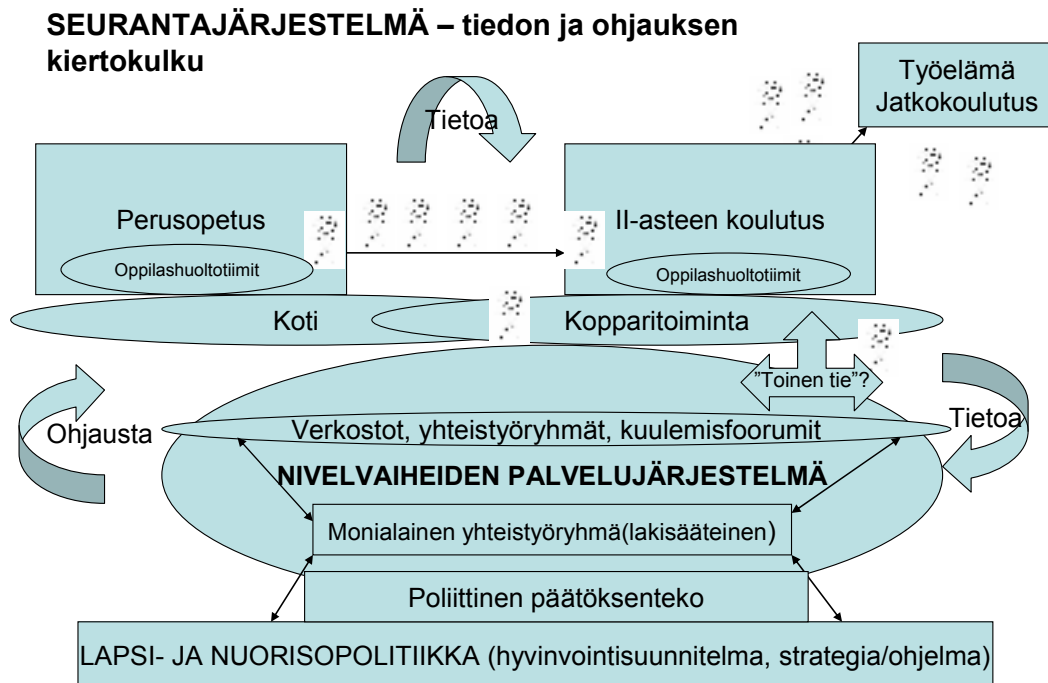 SEURANTAJÄRJESTELMÄ – tiedon ja ohjauksen
kiertokulku
Työelämä
Jatkokoulutus
Tietoa
Perusopetus
II-asteen koulutus
Oppilashuoltotiimit
Oppilashuoltotiimit
Koti
Kopparitoiminta
"Toinen tie"?
Ohjausta
Tietoa
Verkostot, yhteistyöryhmät, kuulemisfoorumit
NIVELVAIHEIDEN PALVELUJÄRJESTELMÄ
Monialainen yhteistyöryhmä(lakisääteinen)
Poliittinen päätöksenteko
LAPSI- JA NUORISOPOLITIIKKA (hyvinvointisuunnitelma, strategia/ohjelma)